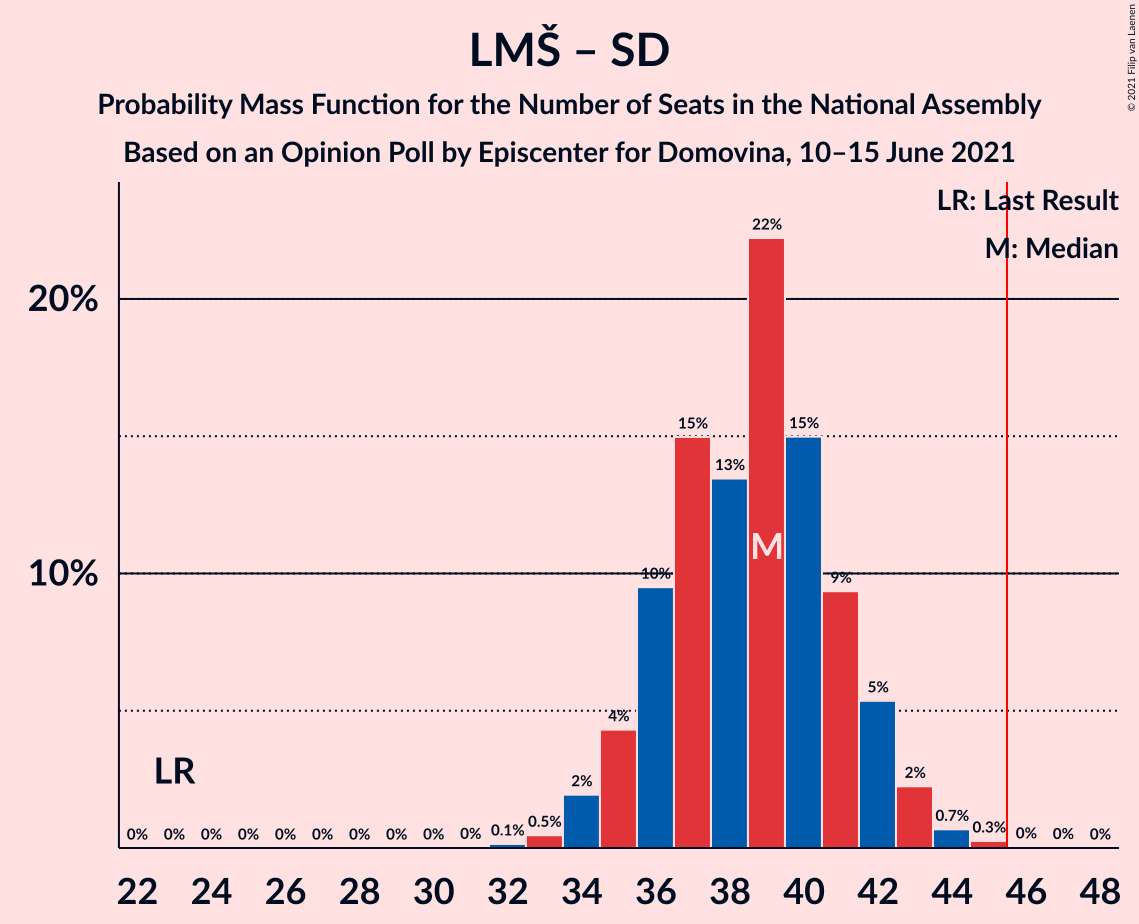 LMŠ – SD
Probability Mass Function for the Number of Seats in the National Assembly
Based on an Opinion Poll by Episcenter for Domovina, 10–15 June 2021
© 2021 Filip van Laenen
LR: Last Result
M: Median
20%
10%
22%
15%
15%
13%
10%
9%
M
5%
4%
LR
2%
2%
0% 0% 0% 0% 0% 0% 0% 0% 0% 0% 0.1% 0.5% 0.7% 0.3% 0% 0% 0%
22 24 26 28 30 32 34 36 38 40 42 44 46 48